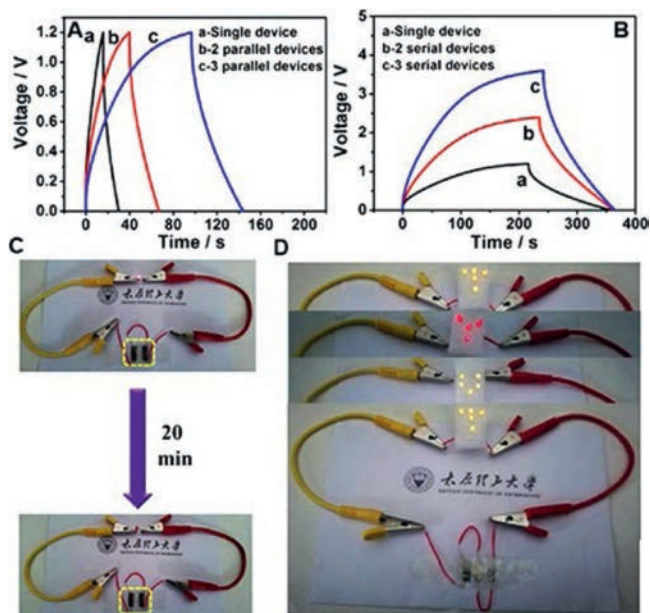 A
a-Single device
b-2 parallel devices
c-3 parallel devices
a b c
Voltage / V
1.2
1.0
0.8
0.6
0.4
0.2
0.0
0 40 80 120 160 200
Time / s
B
a-Single device
b-2 serial devices
c-3 serial devices
c
b
a
Voltage / V
5
4
3
2
1
0
0 100 200 300 400
Time / s
C
太原理工大学
20
min
太原理工大学
D
太原理工大学